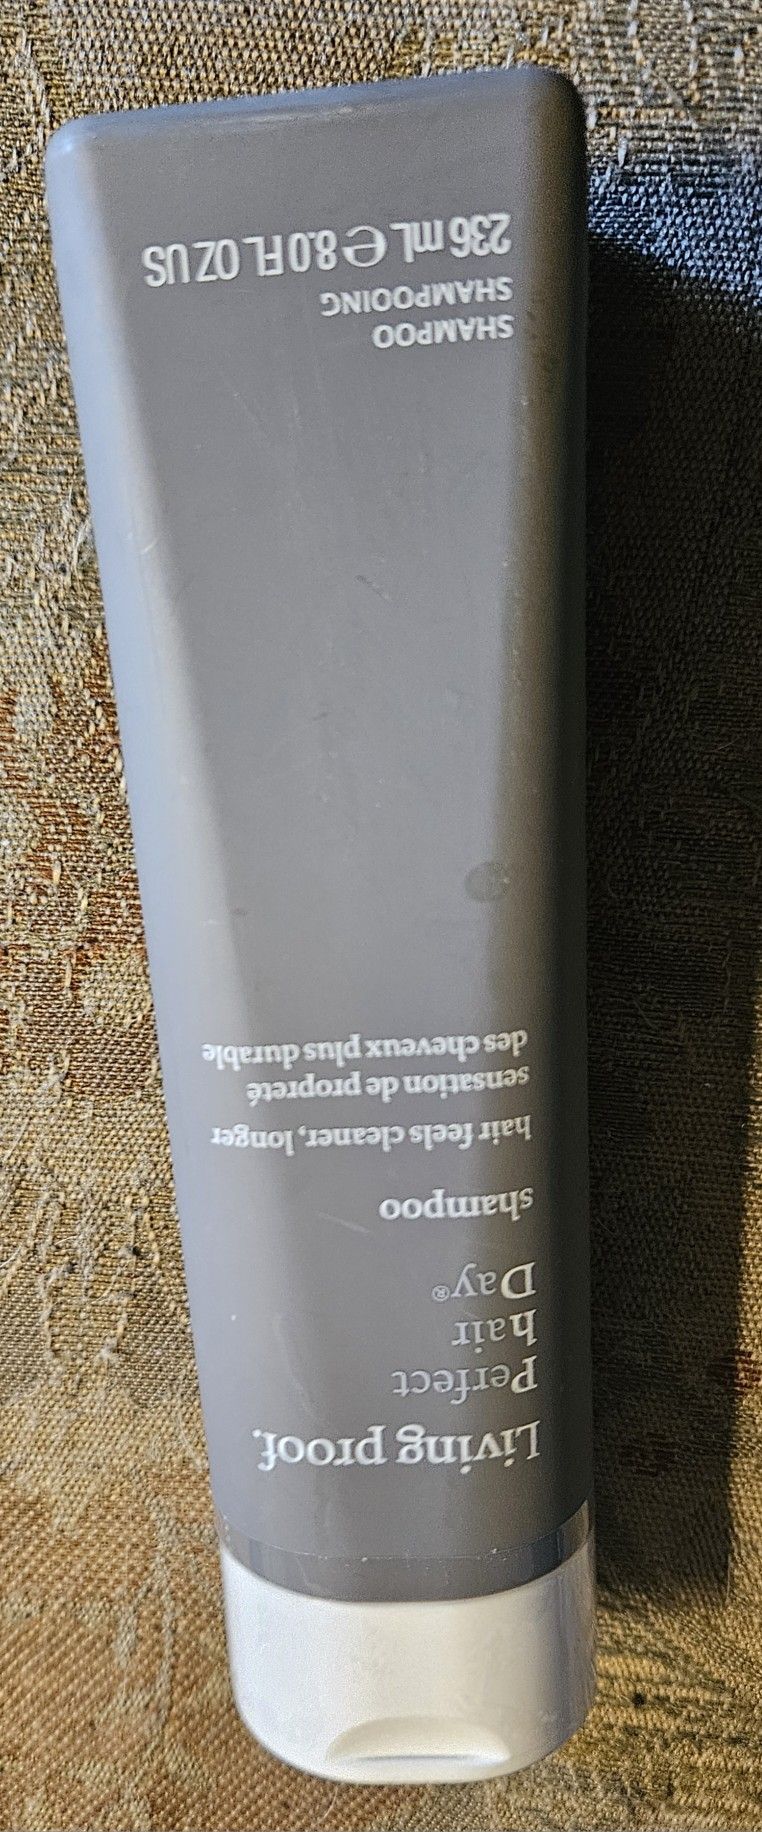 Living proof.
Perfect
hair
Day®
shampoo
hair feels cleaner, longer
sensation de propreté
des cheveux plus durable
SHAMPOO
SHAMPOOING
236 mL ℮ 8.0 FL OZ US